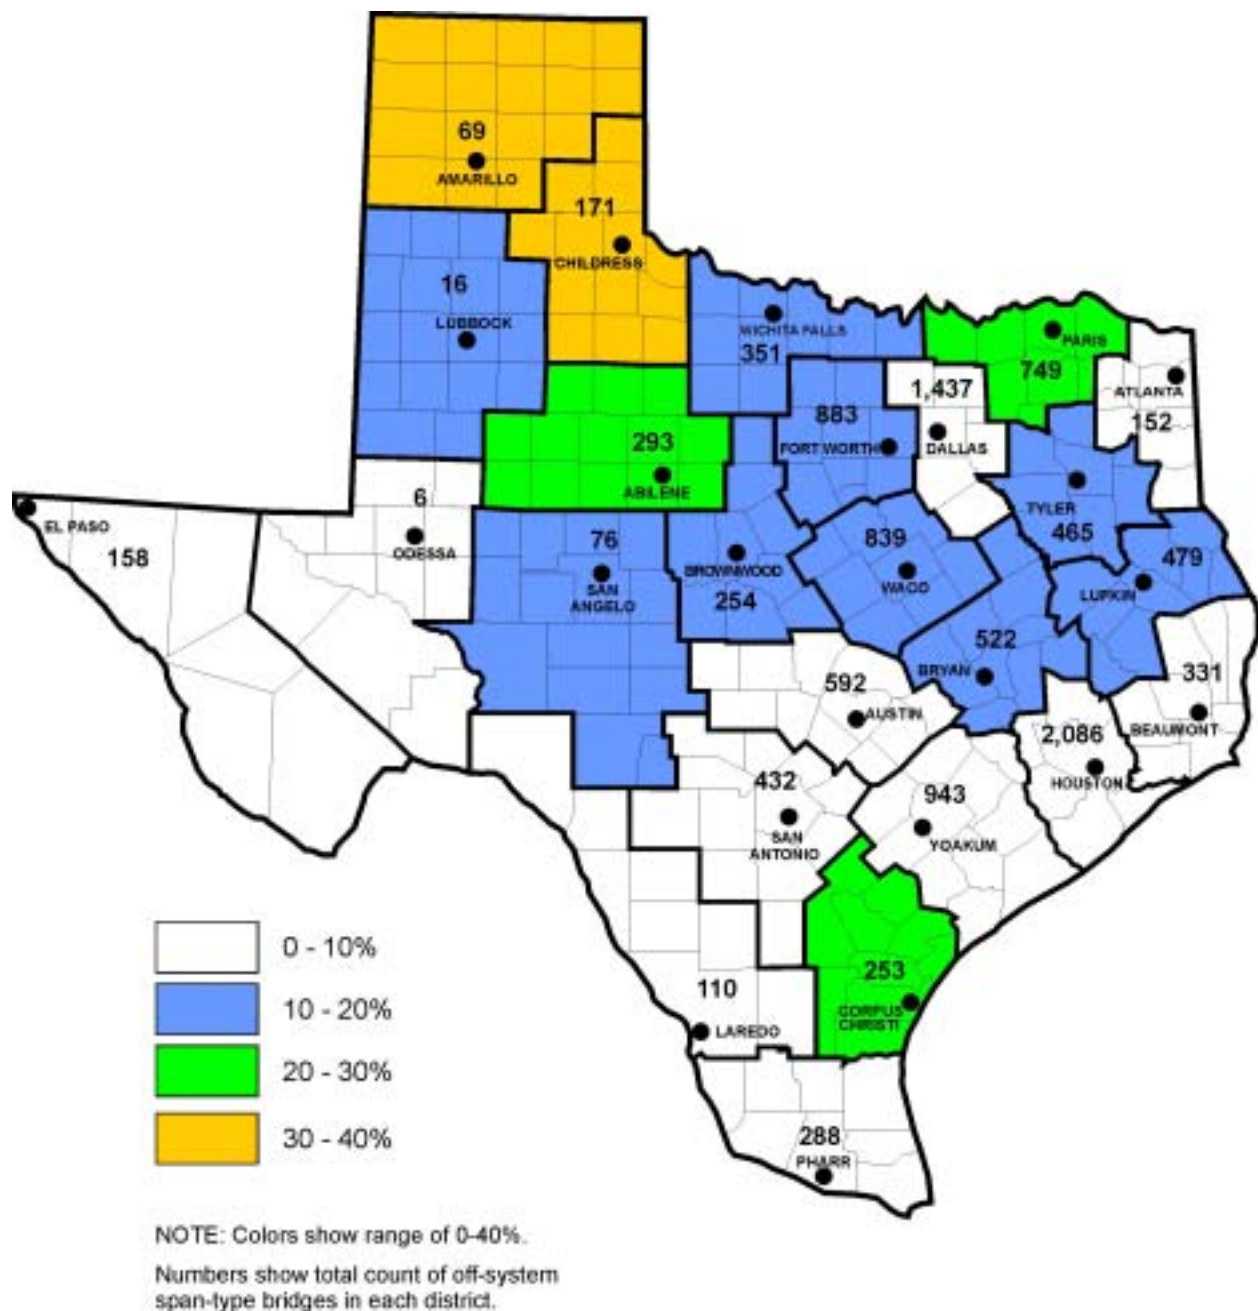 69
AMARILLO
171
CHILDRESS
16
LUBBOCK
WICHITA FALLS
351
PARIS
749
ATLANTA
152
1,437
DALLAS
883
FORT WORTH
293
ABILENE
6
ODESSA
EL PASO
158
76
SAN
ANGELO
BROWNWOOD
254
839
WACO
TYLER
465
479
LUFKIN
522
BRYAN
592
AUSTIN
331
BEAUMONT
2,086
HOUSTON
432
SAN
ANTONIO
943
YOAKUM
253
CORPUS
CHRISTI
110
LAREDO
288
PHARR
0 - 10%
10 - 20%
20 - 30%
30 - 40%
NOTE: Colors show range of 0-40%.
Numbers show total count of off-system
span-type bridges in each district.